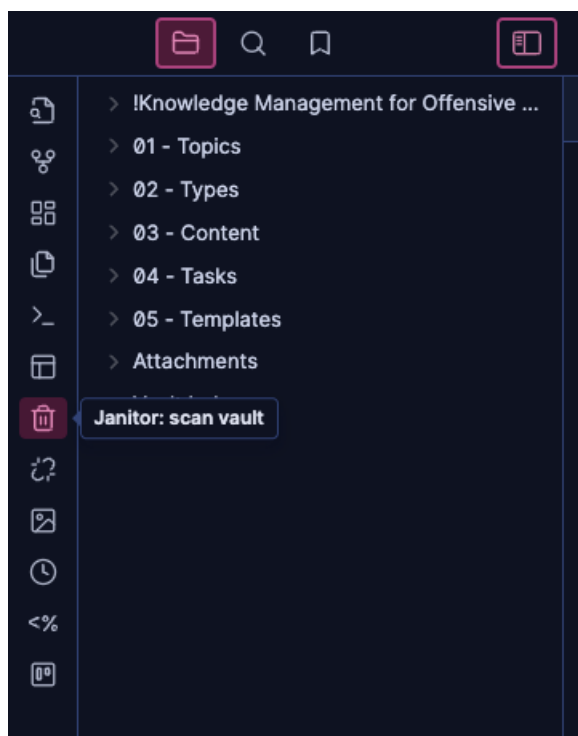 !Knowledge Management for Offensive ...
01 - Topics
02 - Types
03 - Content
04 - Tasks
05 - Templates
Attachments
Janitor: scan vault
>_
<%